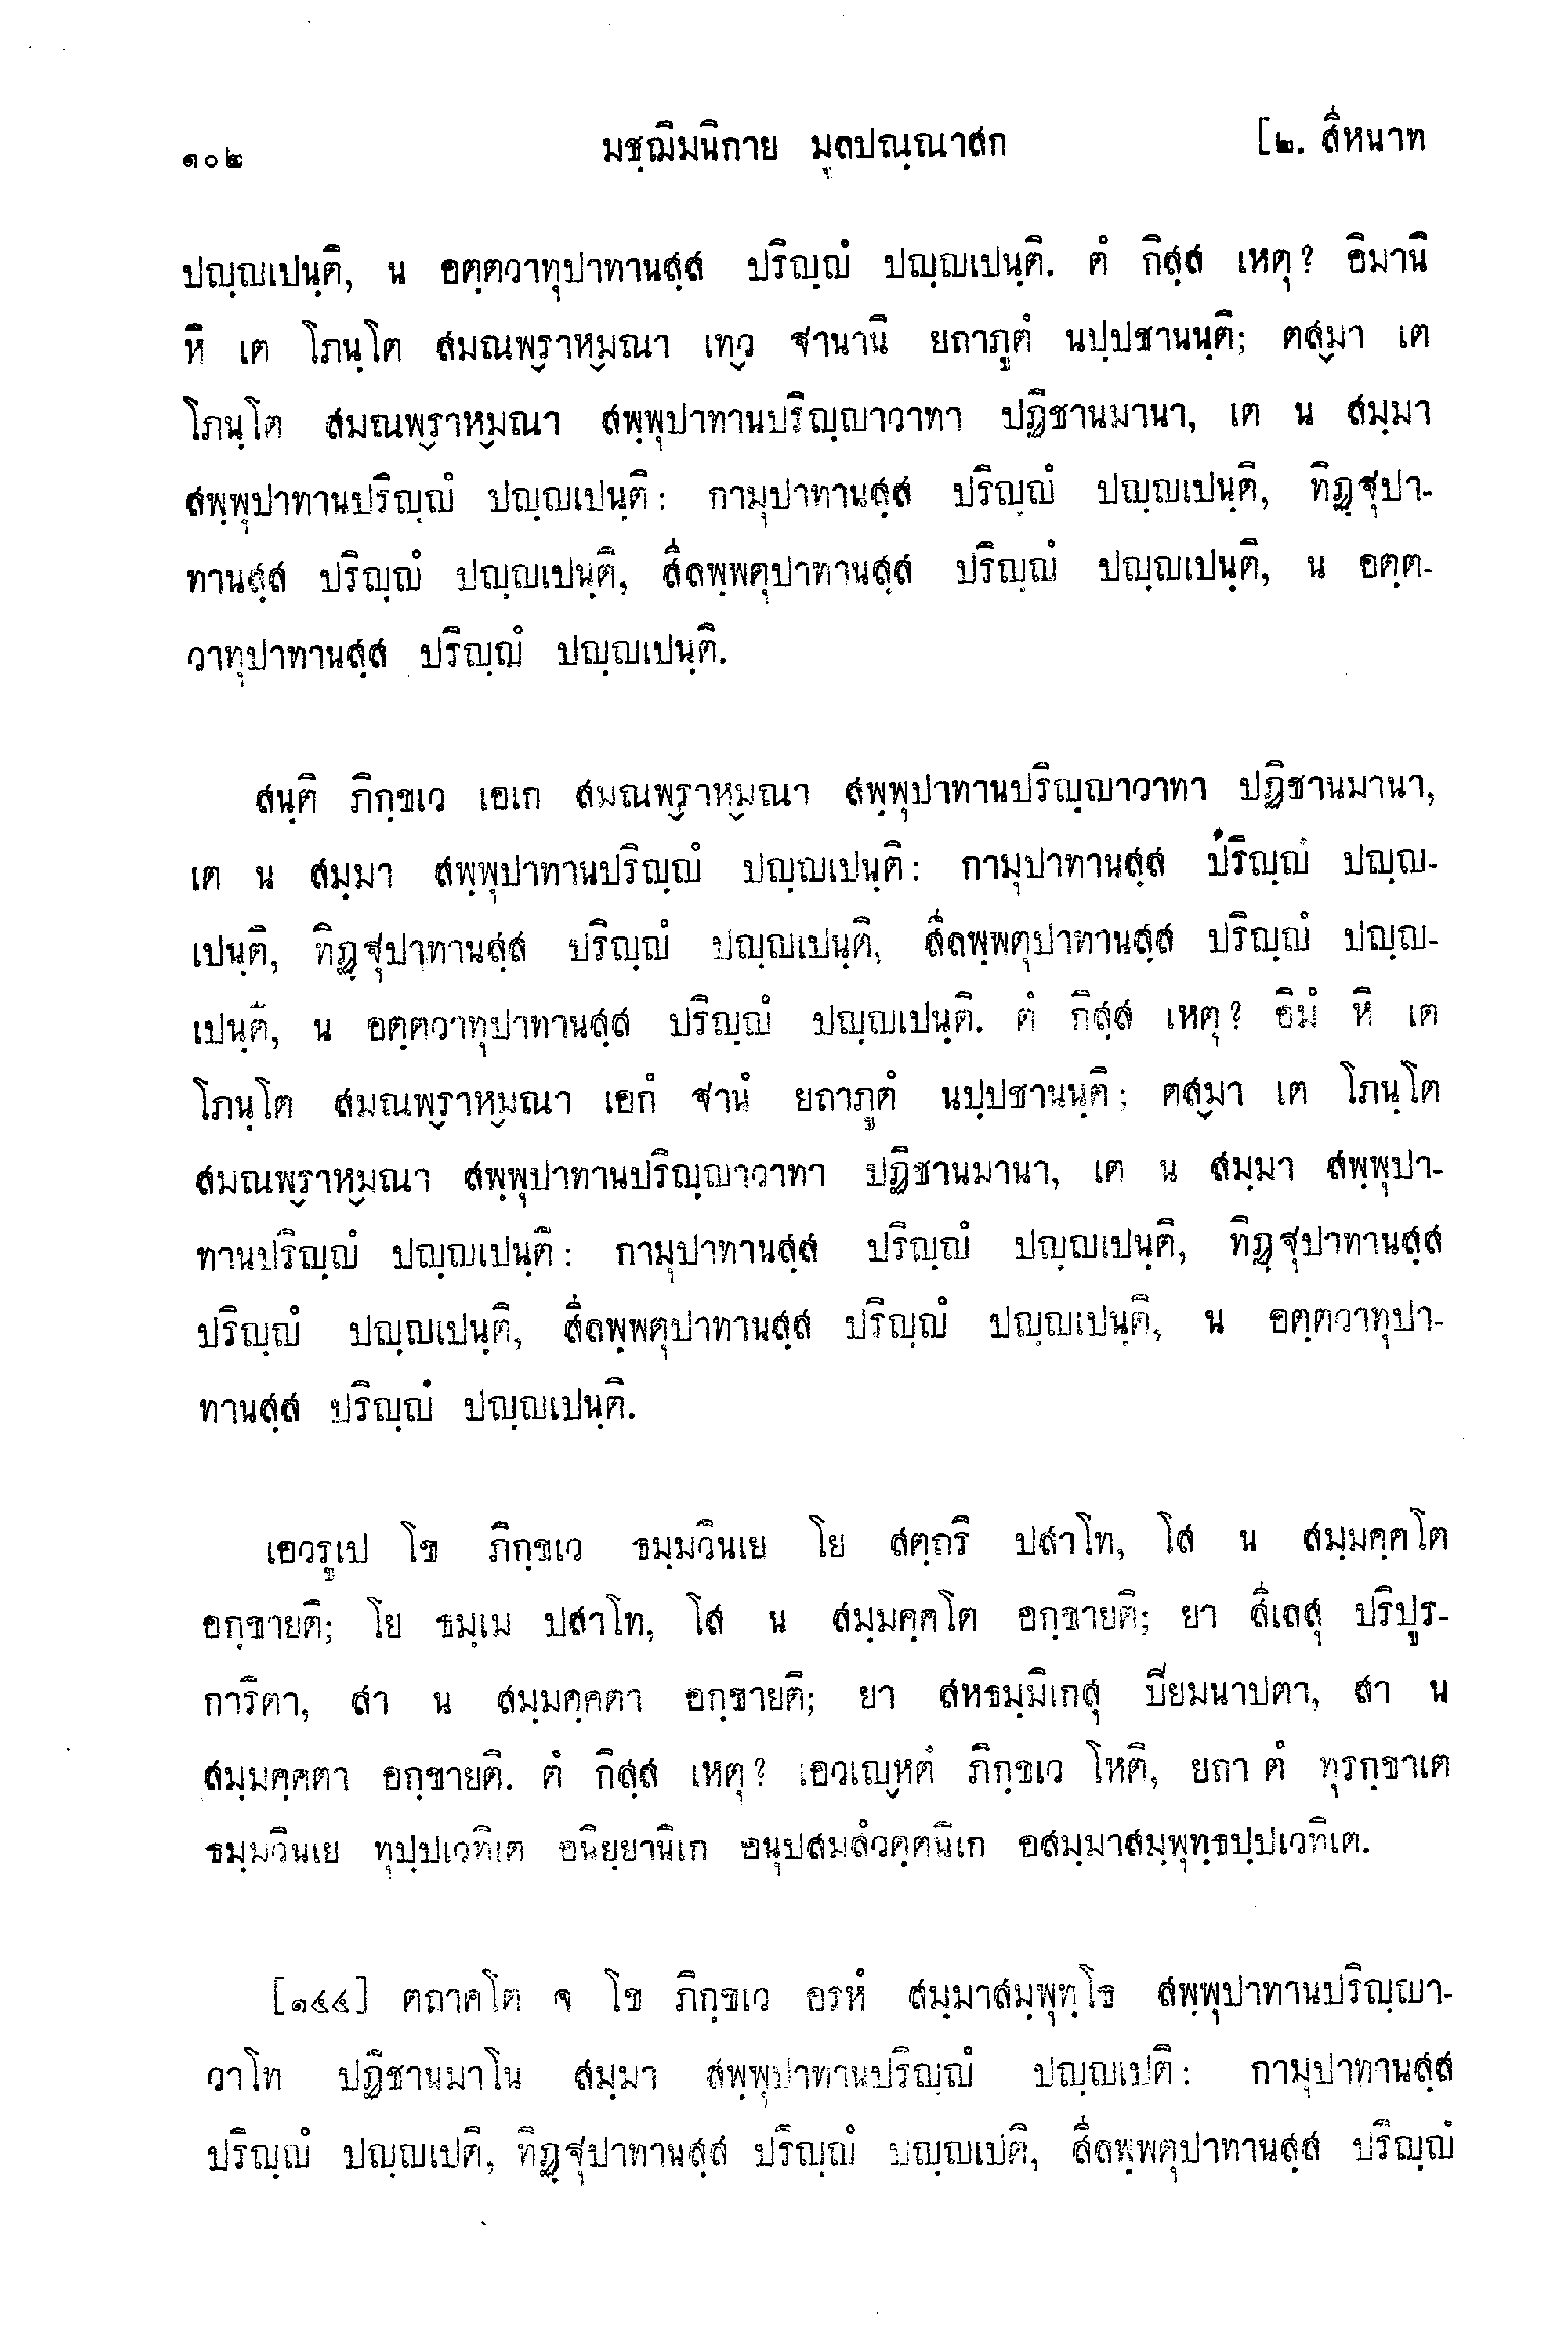 ๑๐๒ มชฺฌิมนิกาย มูลปณฺณาสก [๒. สีหนาท
ปญฺญเปนฺติ, น อตฺตวาทุปาทานสฺส ปริญฺญํ ปญฺญเปนฺติ. ตํ กิสฺส เหตุ? อิมานิ
หิ เต โภนฺโต สมณพฺราหฺมณา เทฺว ฐานานิ ยถาภูตํ นปฺปชานนฺติ; ตสฺมา เต
โภนฺโต สมณพฺราหฺมณา สพฺพุปาทานปริญฺญาวาทา ปฏิชานมานา, เต น สมฺมา
สพฺพุปาทานปริญฺญํ ปญฺญเปนฺติ: กามุปาทานสฺส ปริญฺญํ ปญฺญเปนฺติ, ทิฏฺฐุปา-
ทานสฺส ปริญฺญํ ปญฺญเปนฺติ, สีลพฺพตุปาทานสฺส ปริญฺญํ ปญฺญเปนฺติ, น อตฺต-
วาทุปาทานสฺส ปริญฺญํ ปญฺญเปนฺติ.
สนฺติ ภิกฺขเว เอเก สมณพฺราหฺมณา สพฺพุปาทานปริญฺญาวาทา ปฏิชานมานา,
เต น สมฺมา สพฺพุปาทานปริญฺญํ ปญฺญเปนฺติ: กามุปาทานสฺส ปริญฺญํ ปญฺญ-
เปนฺติ, ทิฏฺฐุปาทานสฺส ปริญฺญํ ปญฺญเปนฺติ, สีลพฺพตุปาทานสฺส ปริญฺญํ ปญฺญ-
เปนฺติ, น อตฺตวาทุปาทานสฺส ปริญฺญํ ปญฺญเปนฺติ. ตํ กิสฺส เหตุ? อิมํ หิ เต
โภนฺโต สมณพฺราหฺมณา เอกํ ฐานํ ยถาภูตํ นปฺปชานนฺติ; ตสฺมา เต โภนฺโต
สมณพฺราหฺมณา สพฺพุปาทานปริญฺญาวาทา ปฏิชานมานา, เต น สมฺมา สพฺพุปา-
ทานปริญฺญํ ปญฺญเปนฺติ: กามุปาทานสฺส ปริญฺญํ ปญฺญเปนฺติ, ทิฏฺฐุปาทานสฺส
ปริญฺญํ ปญฺญเปนฺติ, สีลพฺพตุปาทานสฺส ปริญฺญํ ปญฺญเปนฺติ, น อตฺตวาทุปา-
ทานสฺส ปริญฺญํ ปญฺญเปนฺติ.
เอวรูเป โข ภิกฺขเว ธมฺมวินเย โย สตฺถริ ปสาโท, โส น สมฺมคฺคโต
อกฺขายติ; โย ธมฺเม ปสาโท, โส น สมฺมคฺคโต อกฺขายติ; ยา สีเลสุ ปริปูร-
การิตา, สา น สมฺมคฺคตา อกฺขายติ; ยา สหธมฺมิเกสุ ปิยมนาปตา, สา น
สมฺมคฺคตา อกฺขายติ. ตํ กิสฺส เหตุ? เอวเญฺหตํ ภิกฺขเว โหติ, ยถา ตํ ทุรกฺขาเต
ธมฺมวินเย ทุปฺปเวทิเต อนิยฺยานิเก อนุปสมสํวตฺตนิเก อสมฺมาสมฺพุทฺธปฺปเวทิเต.
[๑๕๕] ตถาคโต จ โข ภิกฺขเว อรหํ สมฺมาสมฺพุทฺโธ สพฺพุปาทานปริญฺญา-
วาโท ปฏิชานมาโน สมฺมา สพฺพุปาทานปริญฺญํ ปญฺญเปติ: กามุปาทานสฺส
ปริญฺญํ ปญฺญเปติ, ทิฏฺฐุปาทานสฺส ปริญฺญํ ปญฺญเปติ, สีลพฺพตุปาทานสฺส ปริญฺญํ